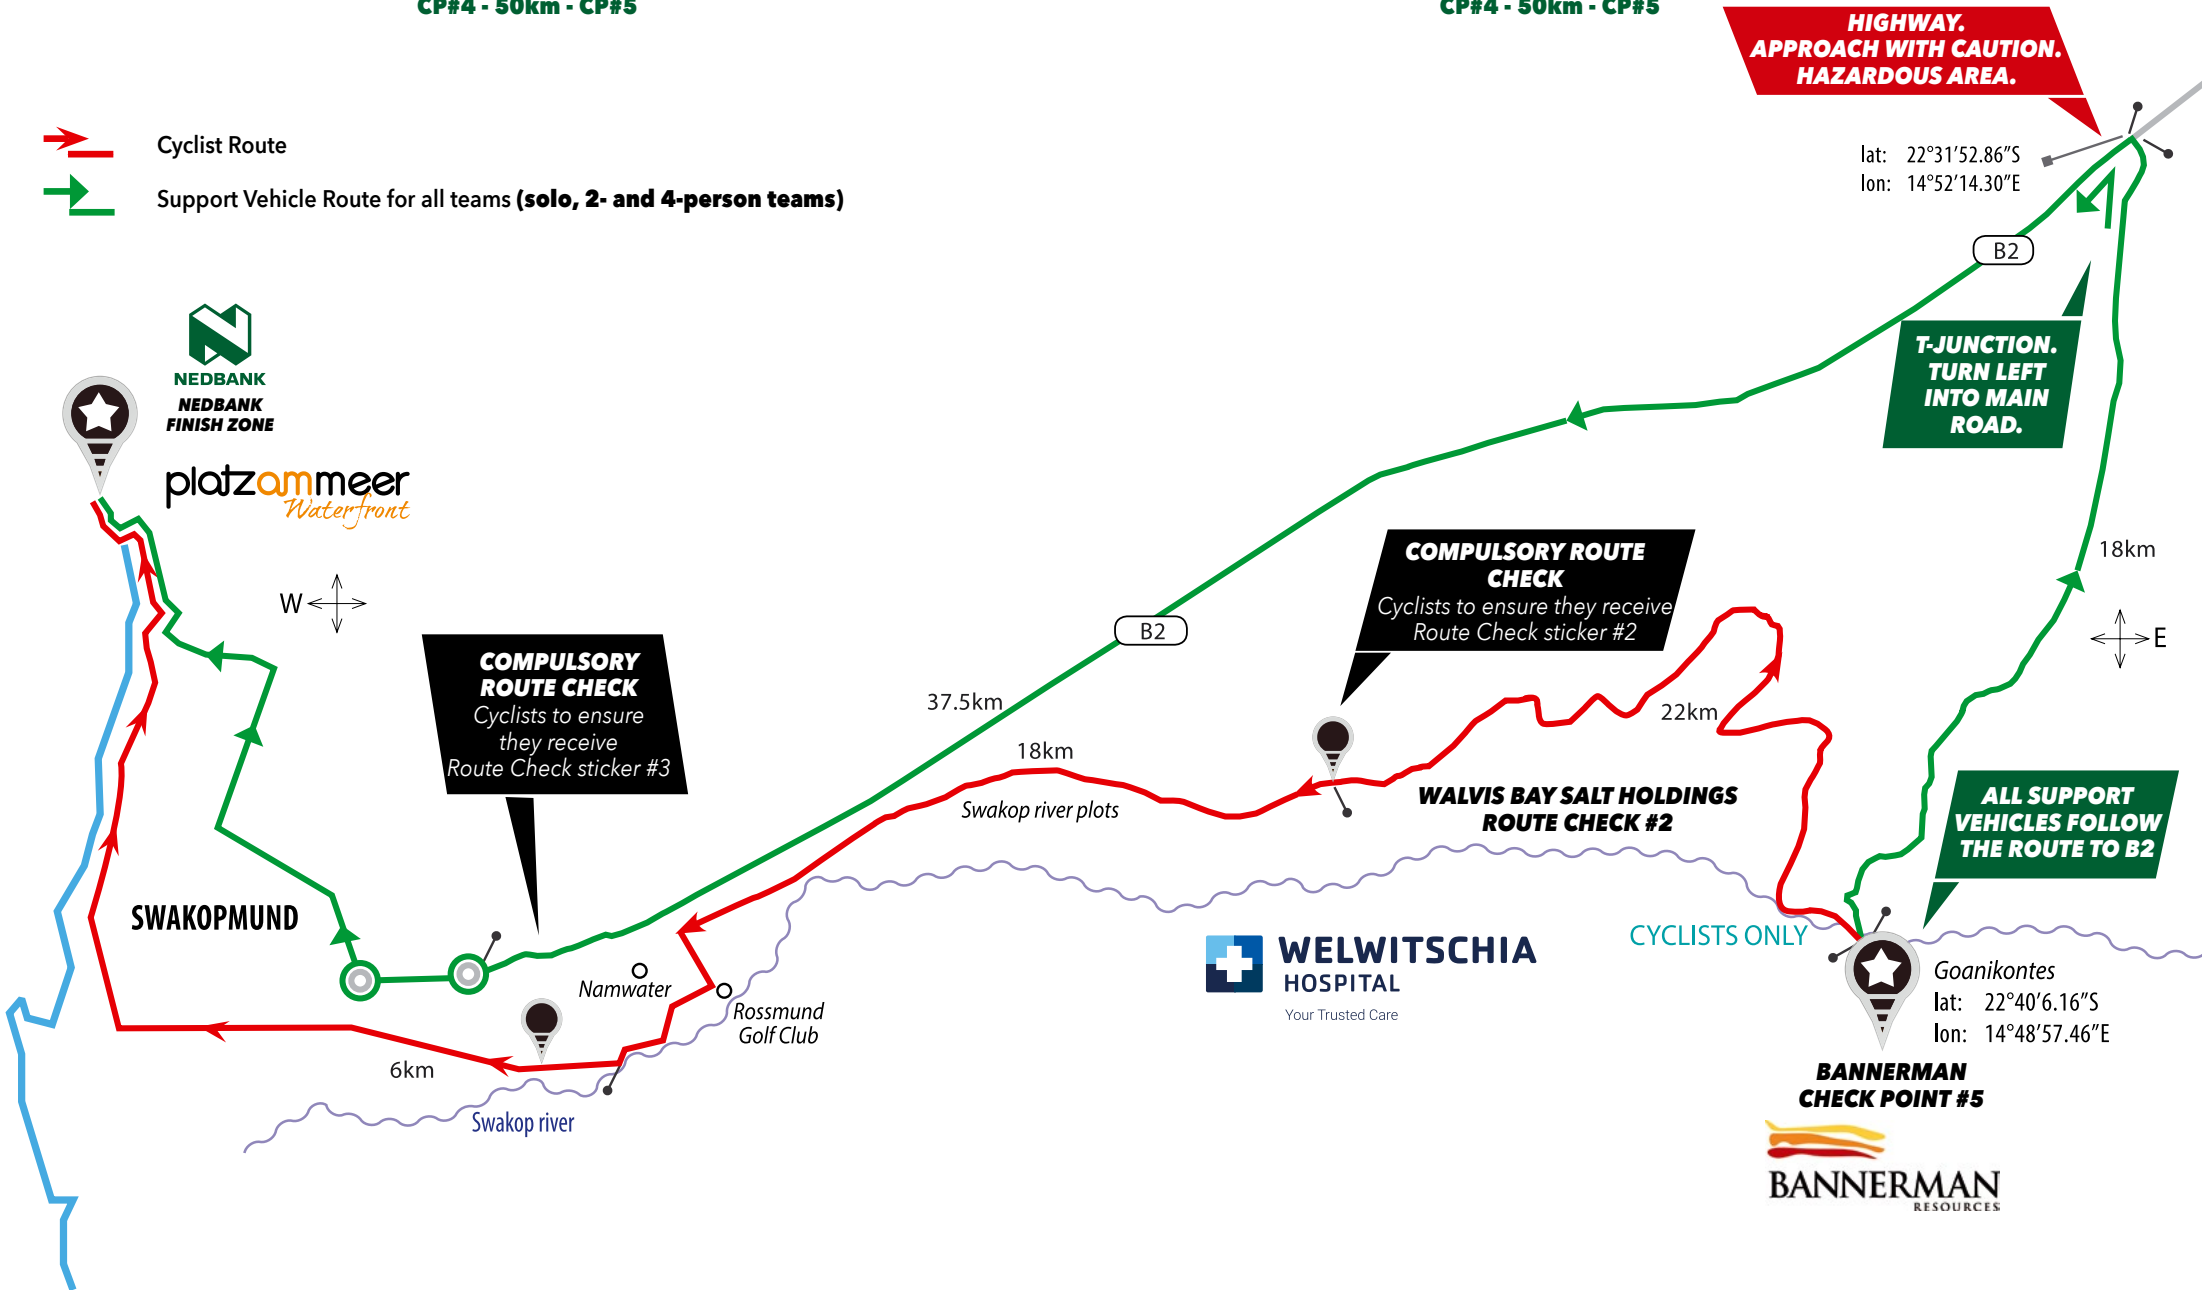 CP#4 - 50km - CP#5
CP#4 - 50km - CP#5
HIGHWAY.
APPROACH WITH CAUTION.
HAZARDOUS AREA.
Cyclist Route
Support Vehicle Route for all teams (solo, 2- and 4-person teams)
lat: 22°31'52.86"S
lon: 14°52'14.30"E
B2
T-JUNCTION.
TURN LEFT
INTO MAIN
ROAD.
NEDBANK
NEDBANK
FINISH ZONE
platzammeer
Waterfront
W
COMPULSORY ROUTE
CHECK
Cyclists to ensure they receive
Route Check sticker #2
18km
E
B2
COMPULSORY
ROUTE CHECK
Cyclists to ensure
they receive
Route Check sticker #3
37.5km
18km
22km
Swakop river plots
WALVIS BAY SALT HOLDINGS
ROUTE CHECK #2
ALL SUPPORT
VEHICLES FOLLOW
THE ROUTE TO B2
SWAKOPMUND
CYCLISTS ONLY
WELWITSCHIA
HOSPITAL
Your Trusted Care
Namwater
Rossmund
Golf Club
Goanikontes
lat: 22°40'6.16"S
lon: 14°48'57.46"E
6km
Swakop river
BANNERMAN
CHECK POINT #5
BANNERMAN
RESOURCES